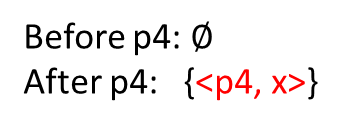 Before p4: Ø
After p4: {<p4, x>}